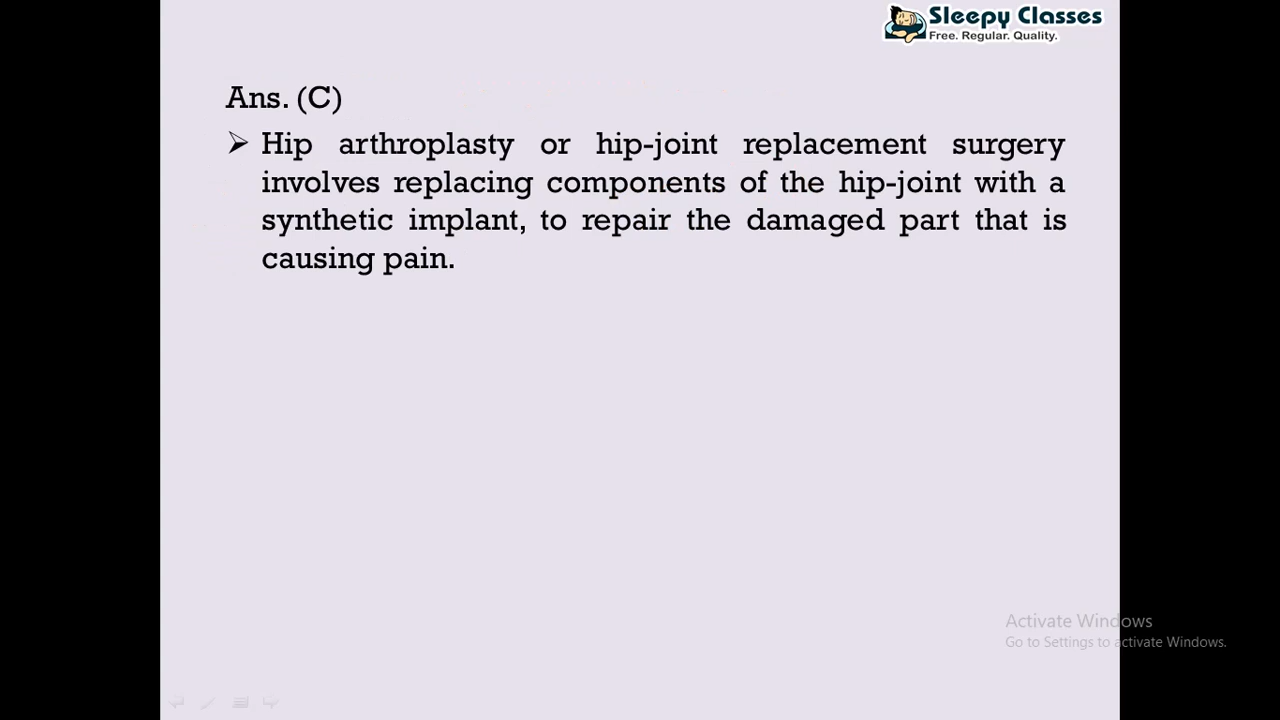 Sleepy Classes
Free. Regular. Quality.
Ans. (C)
➢ Hip arthroplasty or hip-joint replacement surgery
involves replacing components of the hip-joint with a
synthetic implant, to repair the damaged part that is
causing pain.
Activate Windows
Go to Settings to activate Windows.